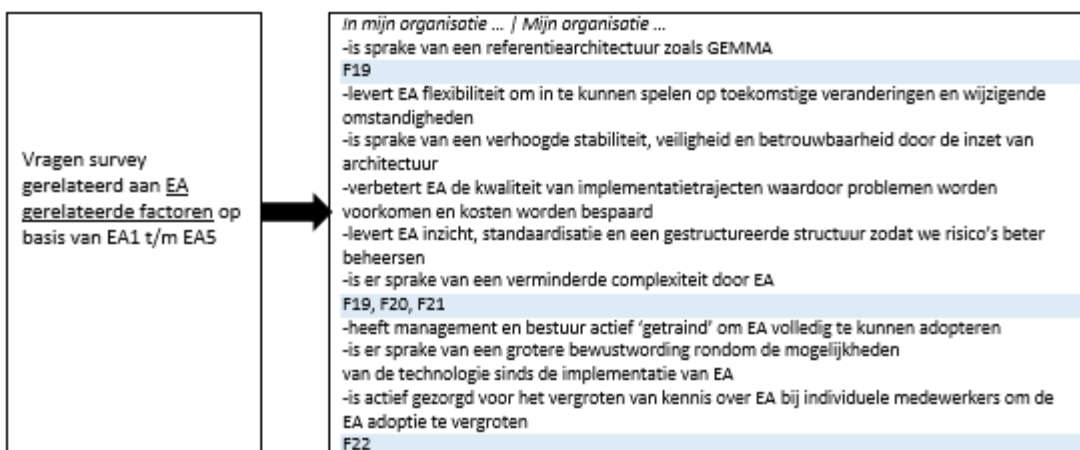 Vragen survey
gerelateerd aan EA
gerelateerde factoren op
basis van EA1 t/m EA5
In mijn organisatie ... | Mijn organisatie ...
-is sprake van een referentiearchitectuur zoals GEMMA
F19
-levert EA flexibiliteit om in te kunnen spelen op toekomstige veranderingen en wijzigende
omstandigheden
-is sprake van een verhoogde stabiliteit, veiligheid en betrouwbaarheid door de inzet van
architectuur
-verbetert EA de kwaliteit van implementatietrajecten waardoor problemen worden
voorkomen en kosten worden bespaard
-levert EA inzicht, standaardisatie en een gestructureerde structuur zodat we risico's beter
beheersen
-is er sprake van een verminderde complexiteit door EA
F19, F20, F21
-heeft management en bestuur actief 'getraind' om EA volledig te kunnen adopteren
-is er sprake van een grotere bewustwording rondom de mogelijkheden
van de technologie sinds de implementatie van EA
-is actief gezorgd voor het vergroten van kennis over EA bij individuele medewerkers om de
EA adoptie te vergroten
F22